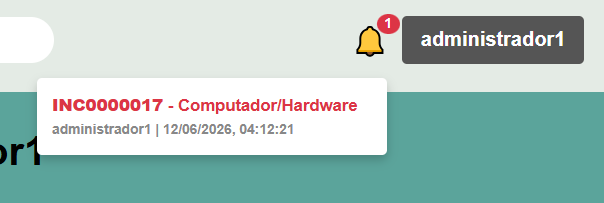 1
administrador1
INC0000017 - Computador/Hardware
administrador1 | 12/06/2026, 04:12:21
or1